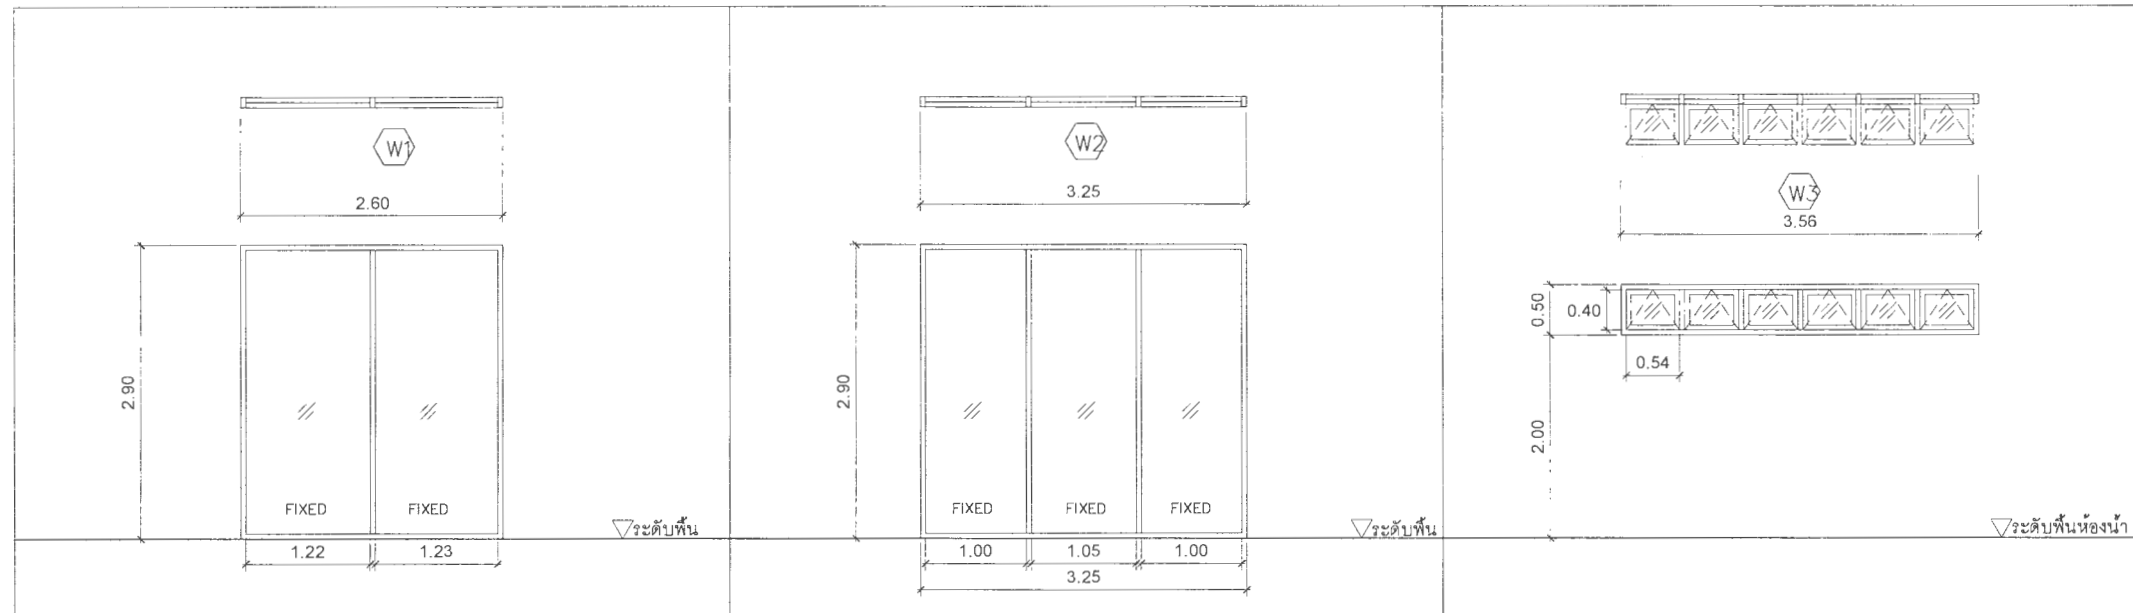 W1
2.60
2.90
FIXED FIXED
ระดับพื้น
1.22 1.23
W2
3.25
2.90
FIXED FIXED FIXED
ระดับพื้น
1.00 1.05 1.00
3.25
W3
3.56
0.50 0.40
0.54
2.00
ระดับพื้นห้องน้ำ